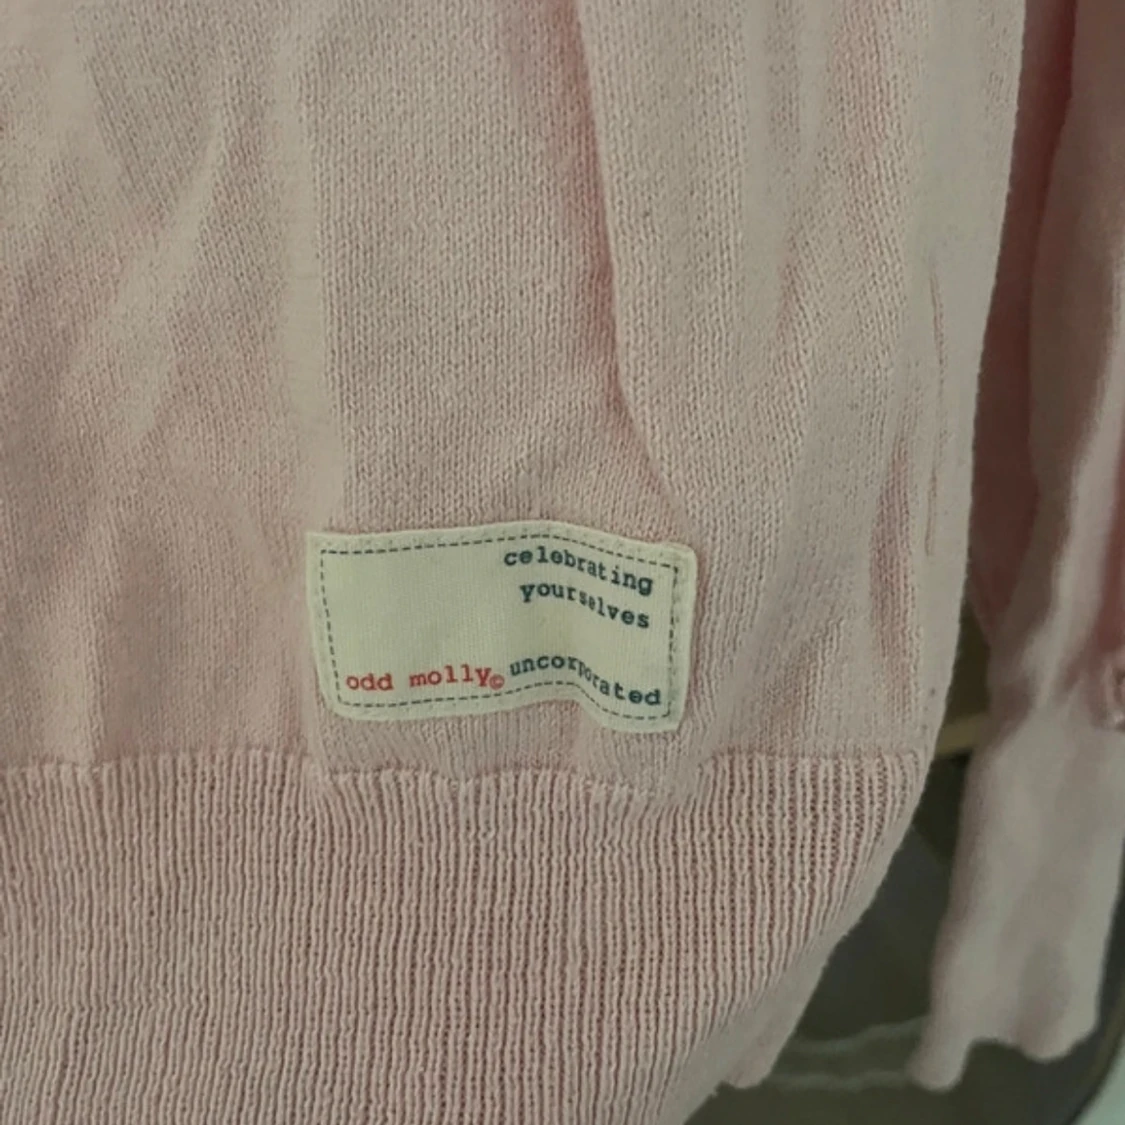 celebrating
yourselves
odd molly© uncorporated